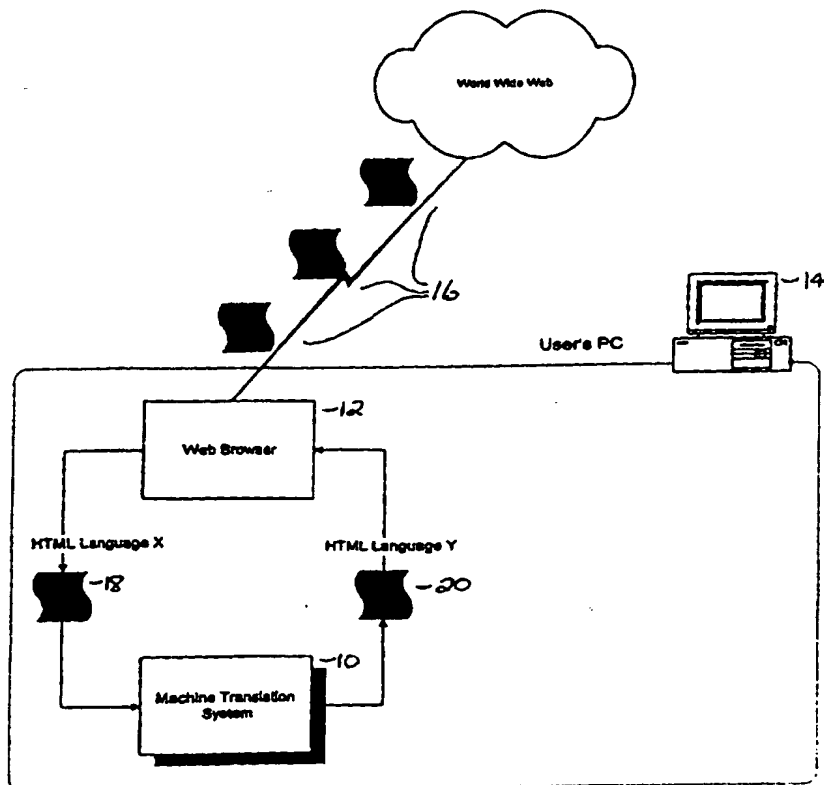 World Wide Web
16
14
User's PC
12
Web Browser
HTML Language X
HTML Language Y
18
20
10
Machine Translation
System